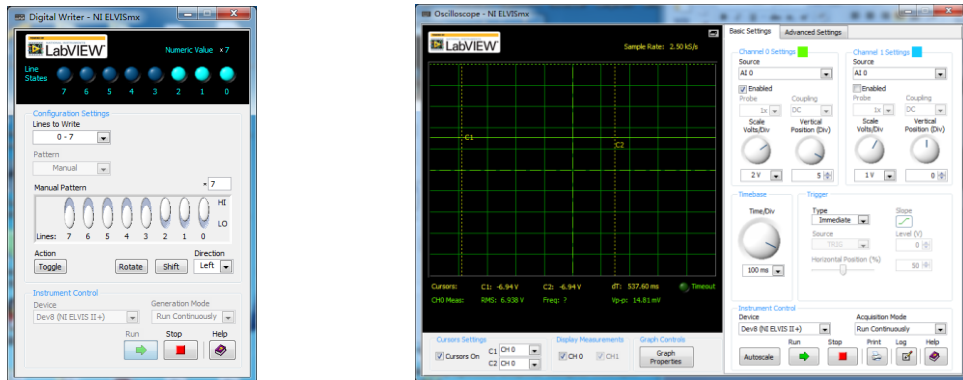 Digital Writer - NI ELVISmx
LabVIEW
Numeric Value x 7
Line
States
7 6 5 4 3 2 1 0
Configuration Settings
Lines to Write
0 - 7
Pattern
Manual
Manual Pattern
x 7
HI
LO
Lines: 7 6 5 4 3 2 1 0
Action
Direction
Toggle
Rotate
Shift
Left
Instrument Control
Device
Generation Mode
Dev8 (NI ELVIS II+)
Run Continuously
Run
Stop
Help
Oscilloscope - NI ELVISmx
LabVIEW
Sample Rate: 2.50 kS/s
C1
C2
Cursors: C1: -6.94 V C2: -6.94 V dT: 537.60 ms Timeout
CH0 Meas: RMS: 6.938 V Freq: ? Vp-p: 14.81 mV
Cursors Settings
Cursors On
C1 CH 0
C2 CH 0
Display Measurements
CH 0
CH1
Graph Controls
Graph
Properties
Basic Settings
Advanced Settings
Channel 0 Settings
Source
AI 0
Enabled
Probe
Coupling
1x
DC
Scale
Volts/Div
Vertical
Position (Div)
2 V
5
Channel 1 Settings
Source
AI 0
Enabled
Probe
Coupling
1x
DC
Scale
Volts/Div
Vertical
Position (Div)
1 V
0
Timebase
Time/Div
100 ms
Trigger
Type
Immediate
Slope
Source
TRIG
Level (V)
0
Horizontal Position (%)
50
Instrument Control
Device
Dev8 (NI ELVIS II+)
Acquisition Mode
Run Continuously
Autoscale
Run
Stop
Print
Log
Help